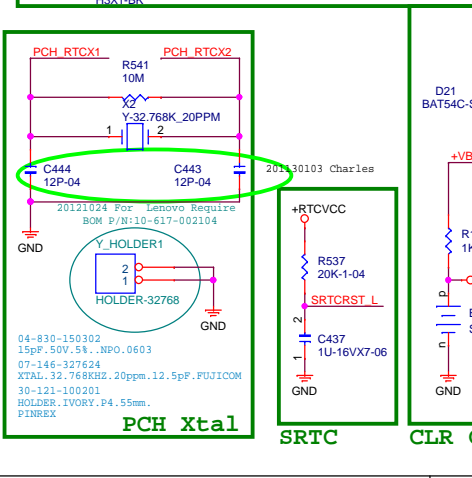 H3X1-BK
PCH_RTCX1
PCH_RTCX2
R541
10M
X2
Y-32.768K_20PPM
1
2
C444
12P-04
C443
12P-04
201130103 Charles
20121024 For Lenovo Require
BOM P/N:10-617-002104
GND
Y_HOLDER1
2
1
HOLDER-32768
GND
04-830-150302
15pF.50V.5%..NPO.0603
07-146-327624
XTAL.32.768KHZ.20ppm.12.5pF.FUJICOM
30-121-100201
HOLDER.IVORY.P4.55mm.
PINREX
PCH Xtal
+RTCVCC
R537
20K-1-04
SRTCRST_L
2
C437
1U-16VX7-06
1
GND
SRTC
D21
BAT54C-S
+VB
R1
1K
p
n
GND
CLR